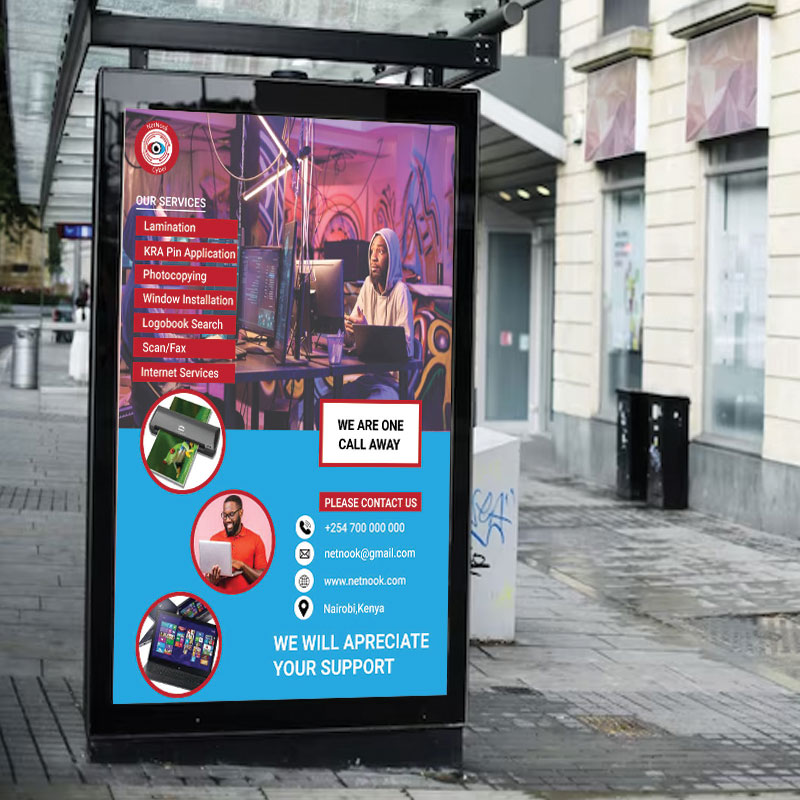 NetNook
Cyber
OUR SERVICES
Lamination
KRA Pin Application
Photocopying
Window Installation
Logobook Search
Scan/Fax
Internet Services
WE ARE ONE
CALL AWAY
PLEASE CONTACT US
+254 700 000 000
netnook@gmail.com
www.netnook.com
Nairobi,Kenya
WE WILL APRECIATE
YOUR SUPPORT